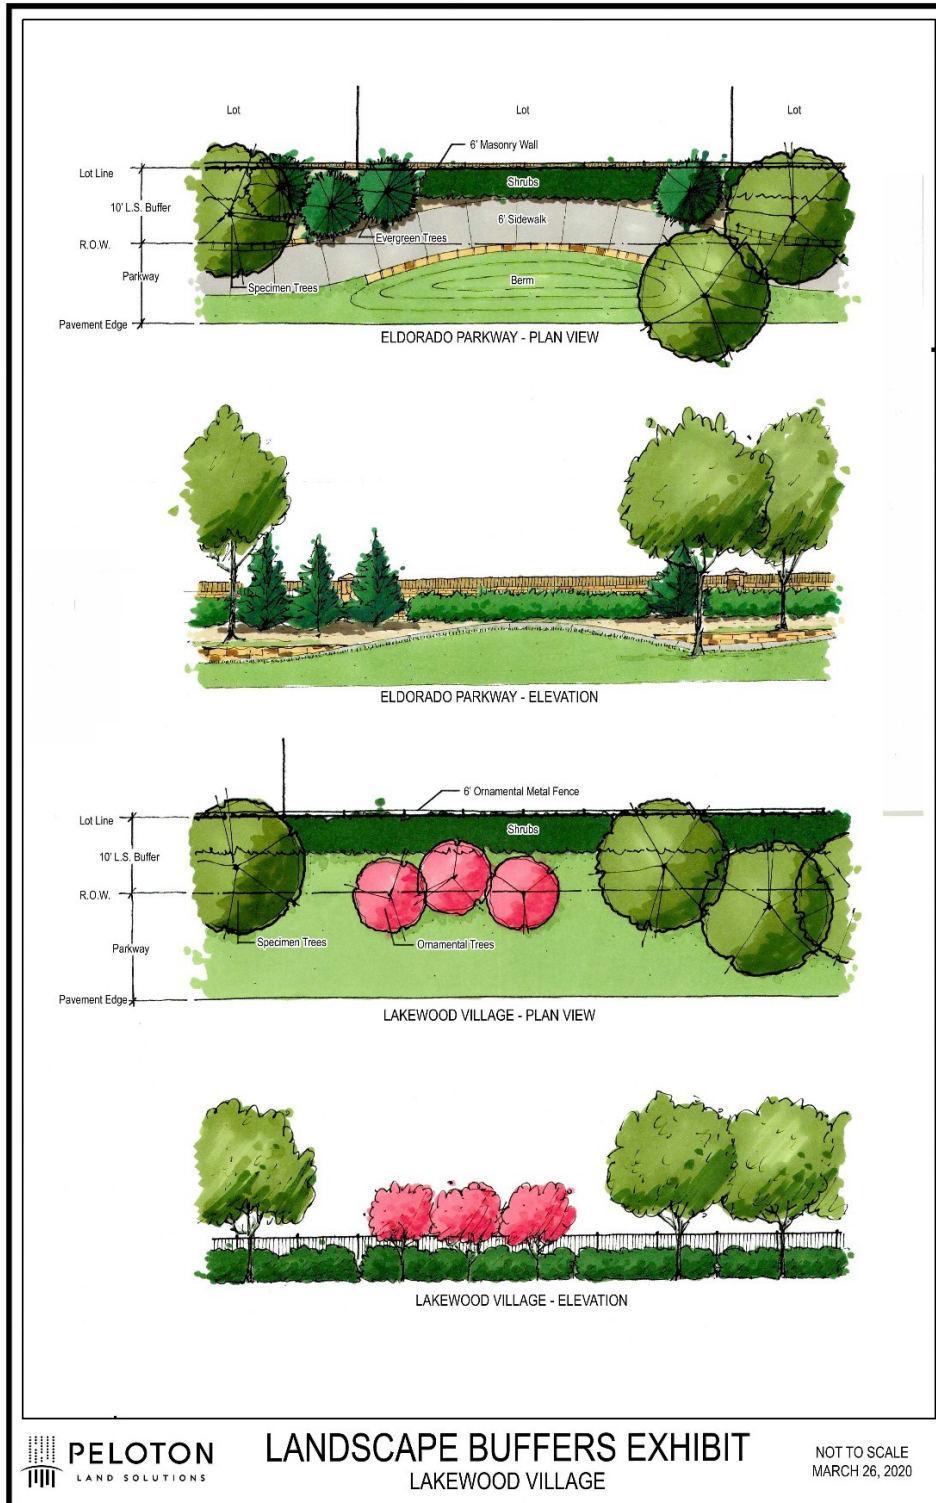 Lot
Lot
Lot
6' Masonry Wall
Lot Line
Shrubs
10' L.S. Buffer
6' Sidewalk
R.O.W.
Evergreen Trees
Parkway
Berm
Specimen Trees
Pavement Edge
ELDORADO PARKWAY - PLAN VIEW
ELDORADO PARKWAY - ELEVATION
6' Ornamental Metal Fence
Lot Line
Shrubs
10' L.S. Buffer
R.O.W.
Specimen Trees
Ornamental Trees
Parkway
Pavement Edge
LAKEWOOD VILLAGE - PLAN VIEW
LAKEWOOD VILLAGE - ELEVATION
PELOTON
LAND SOLUTIONS
LANDSCAPE BUFFERS EXHIBIT
LAKEWOOD VILLAGE
NOT TO SCALE
MARCH 26, 2020